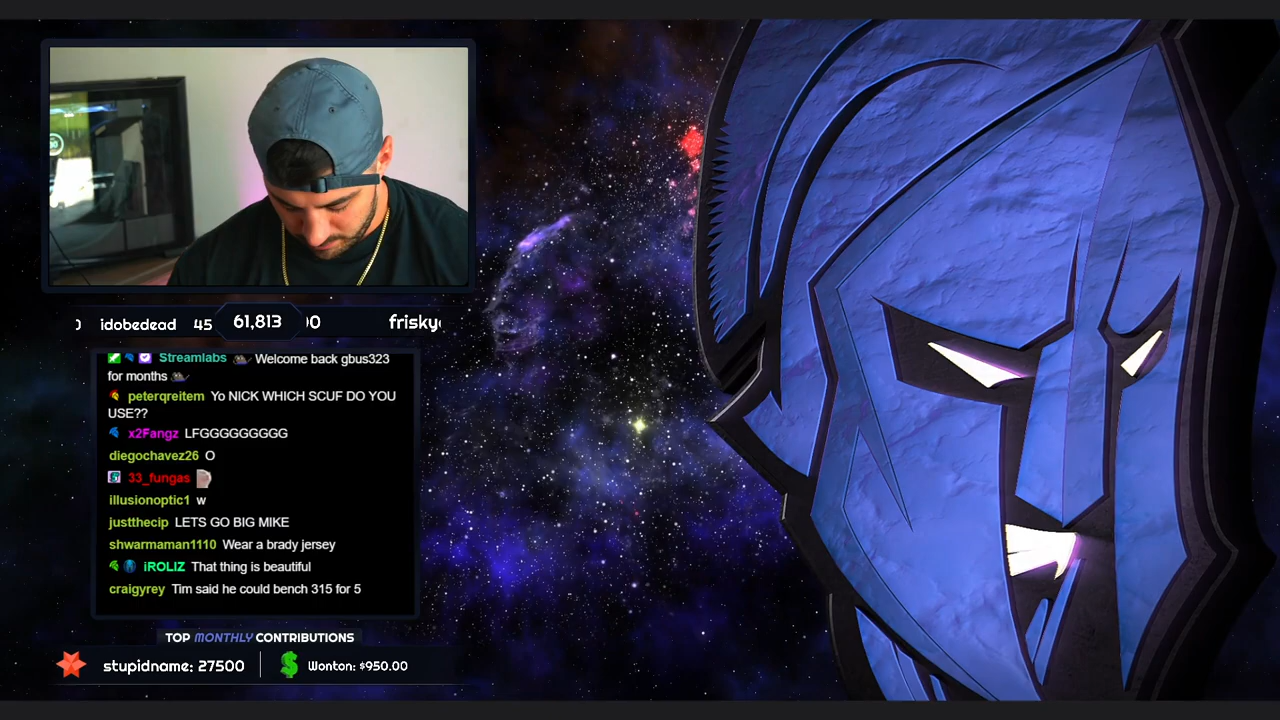 idobedead 45
61,813
frisky
Streamlabs Welcome back gbus323
for months
peterqreitem Yo NICK WHICH SCUF DO YOU
USE??
x2Fangz LFGGGGGGGGG
diegochavez26 O
33_fungas
illusionoptic1 w
justthecip LETS GO BIG MIKE
shwarmaman1110 Wear a brady jersey
iROLIZ That thing is beautiful
craigyrey Tim said he could bench 315 for 5
TOP MONTHLY CONTRIBUTIONS
stupidname: 27500
Wonton: $950.00